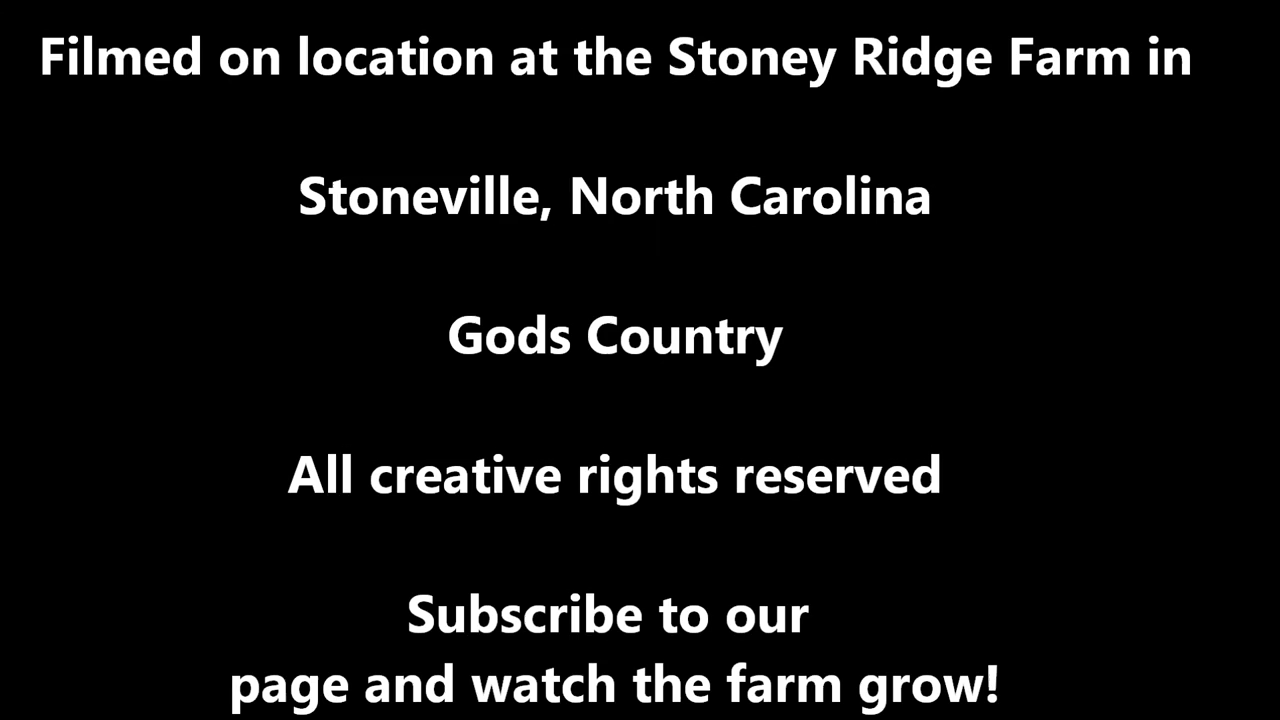 Filmed on location at the Stoney Ridge Farm in
Stoneville, North Carolina
Gods Country
All creative rights reserved
Subscribe to our
page and watch the farm grow!